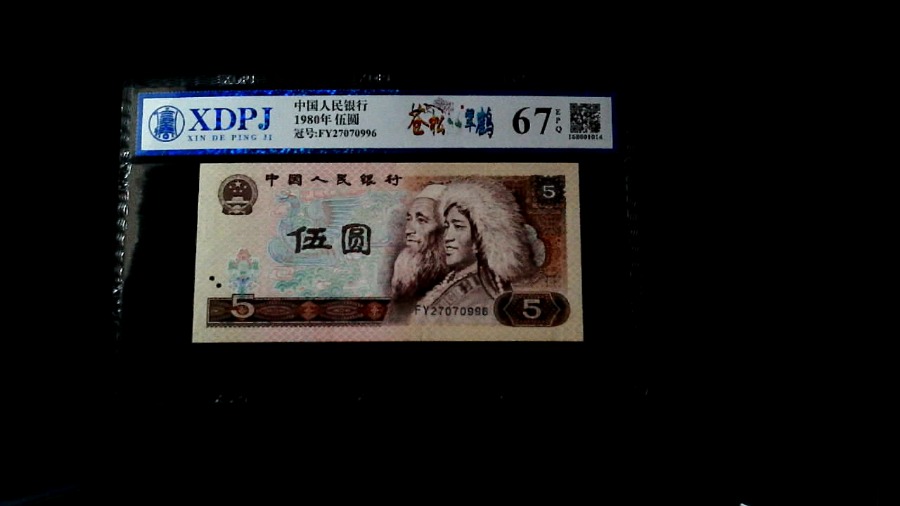 XDPJ
XIN DE PING JI
中国人民银行
1980年 伍圆
冠号:FY27070996
苍松翠鹤
67
EPQ
中国人民银行
5
伍圆
5
FY27070996
5